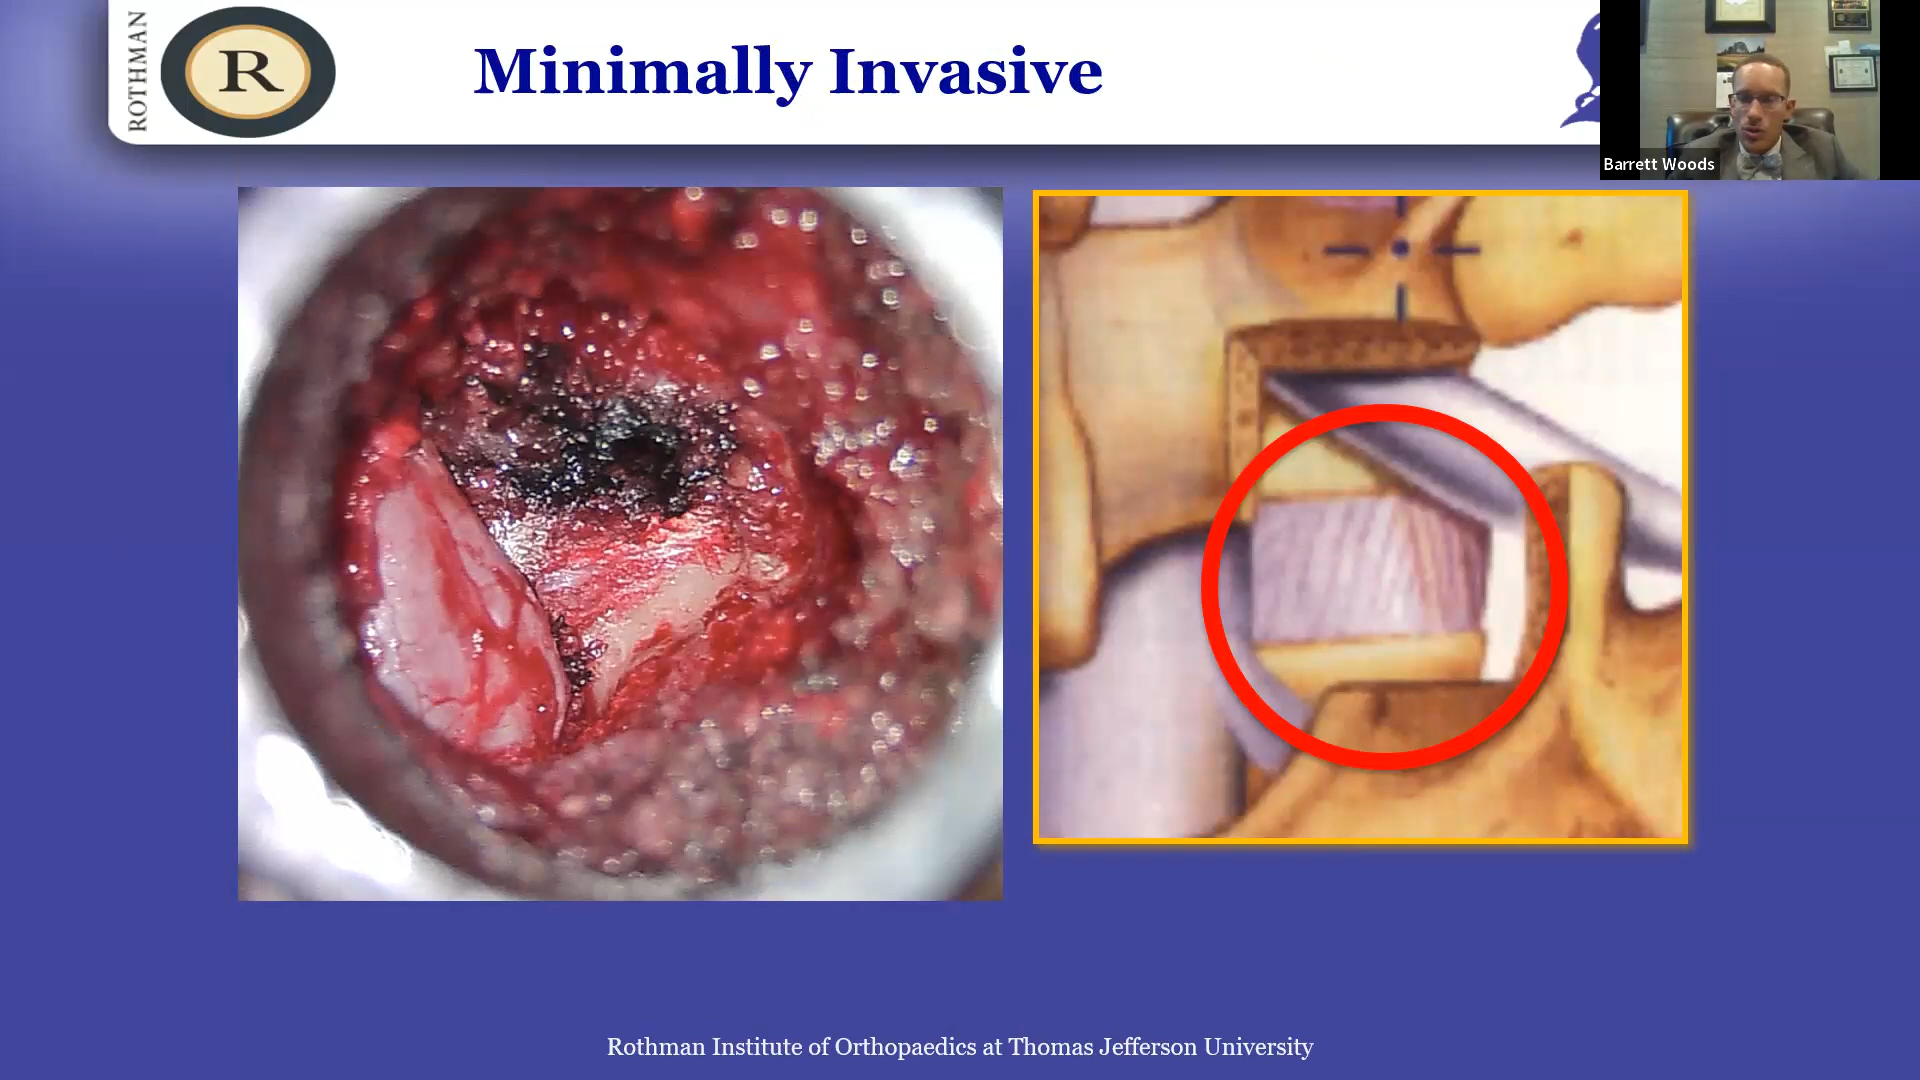 ROTHMAN
R
Minimally Invasive
Barrett Woods
Rothman Institute of Orthopaedics at Thomas Jefferson University